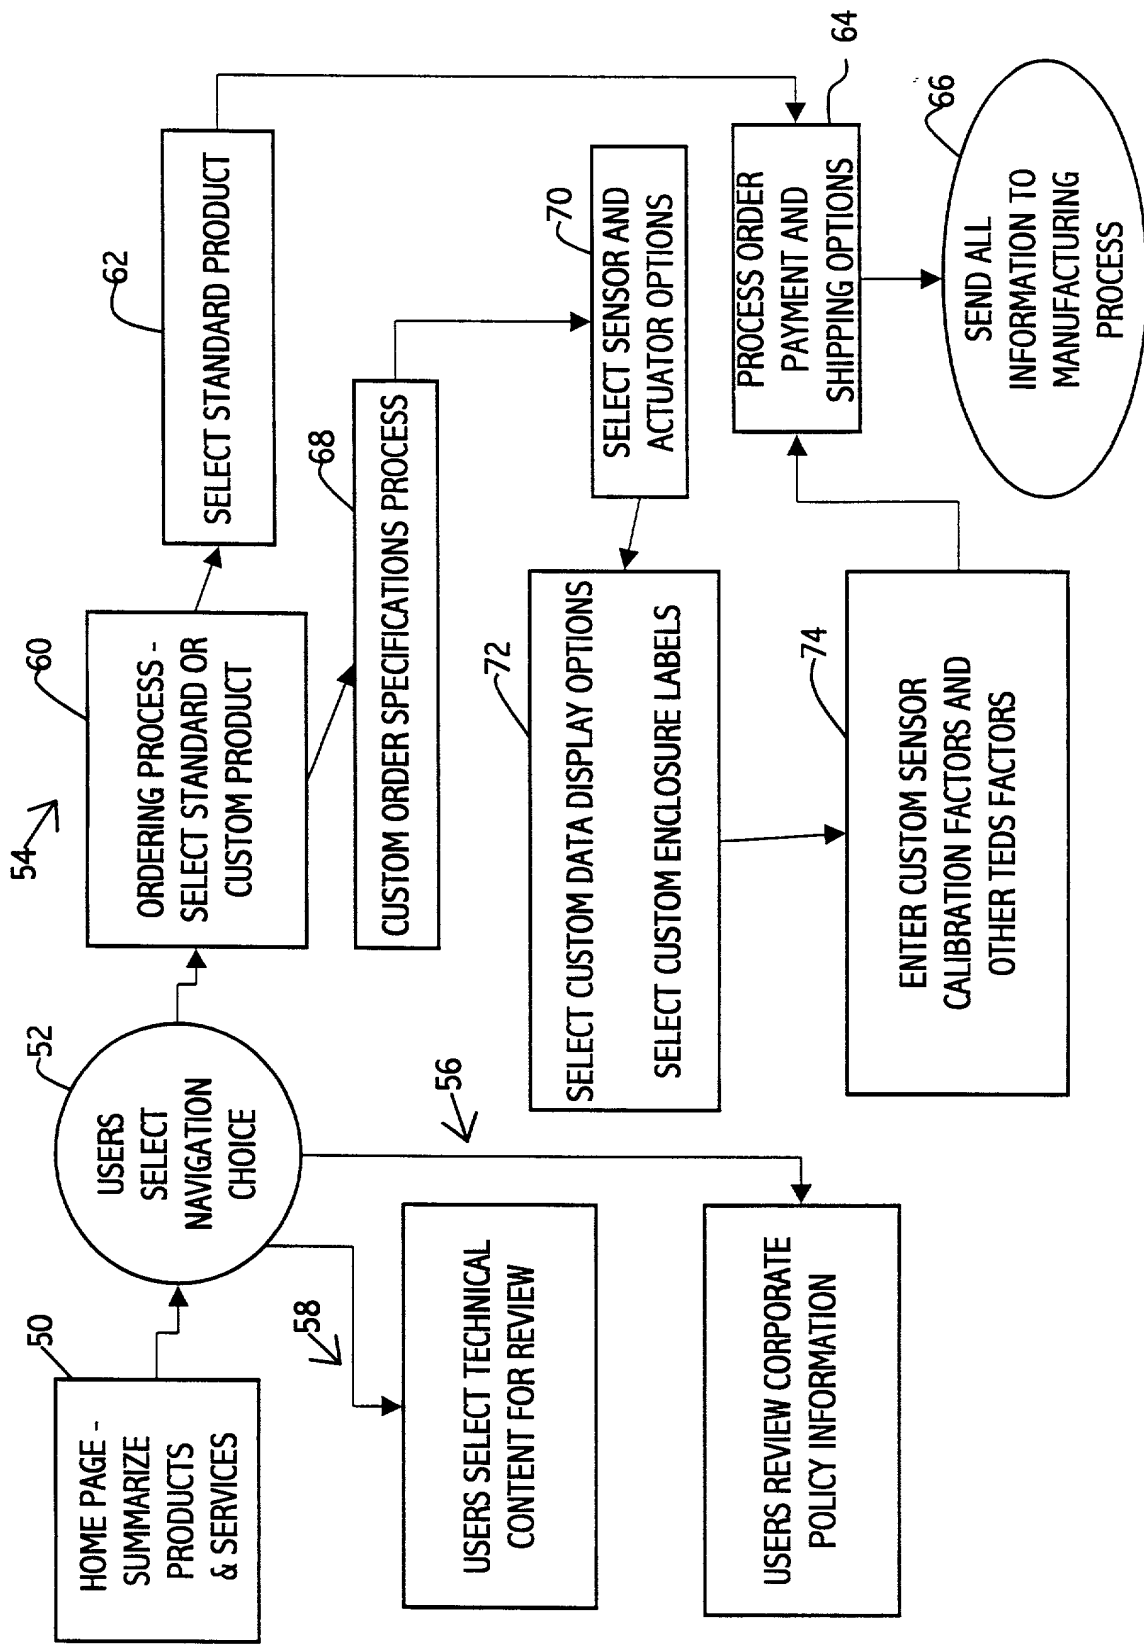 50
HOME PAGE -
SUMMARIZE
PRODUCTS
& SERVICES
52
USERS
SELECT
NAVIGATION
CHOICE
54
60
ORDERING PROCESS -
SELECT STANDARD OR
CUSTOM PRODUCT
62
SELECT STANDARD PRODUCT
58
USERS SELECT TECHNICAL
CONTENT FOR REVIEW
56
USERS REVIEW CORPORATE
POLICY INFORMATION
68
CUSTOM ORDER SPECIFICATIONS PROCESS
70
SELECT SENSOR AND
ACTUATOR OPTIONS
72
SELECT CUSTOM DATA DISPLAY OPTIONS
SELECT CUSTOM ENCLOSURE LABELS
74
ENTER CUSTOM SENSOR
CALIBRATION FACTORS AND
OTHER TEDS FACTORS
64
PROCESS ORDER
PAYMENT AND
SHIPPING OPTIONS
66
SEND ALL
INFORMATION TO
MANUFACTURING
PROCESS